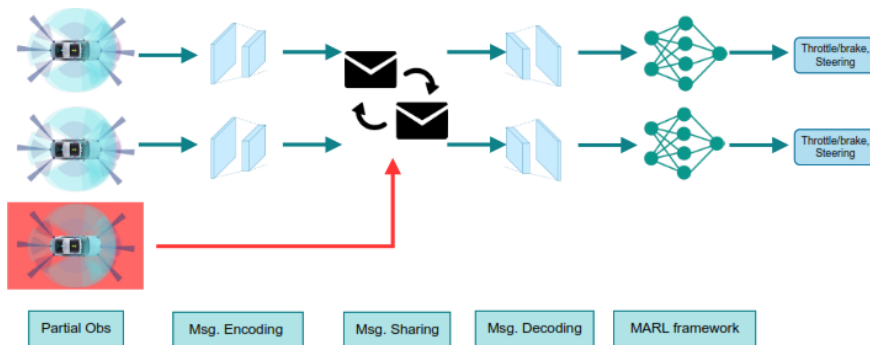 Throttle/brake,
Steering
Throttle/brake,
Steering
Partial Obs
Msg. Encoding
Msg. Sharing
Msg. Decoding
MARL framework